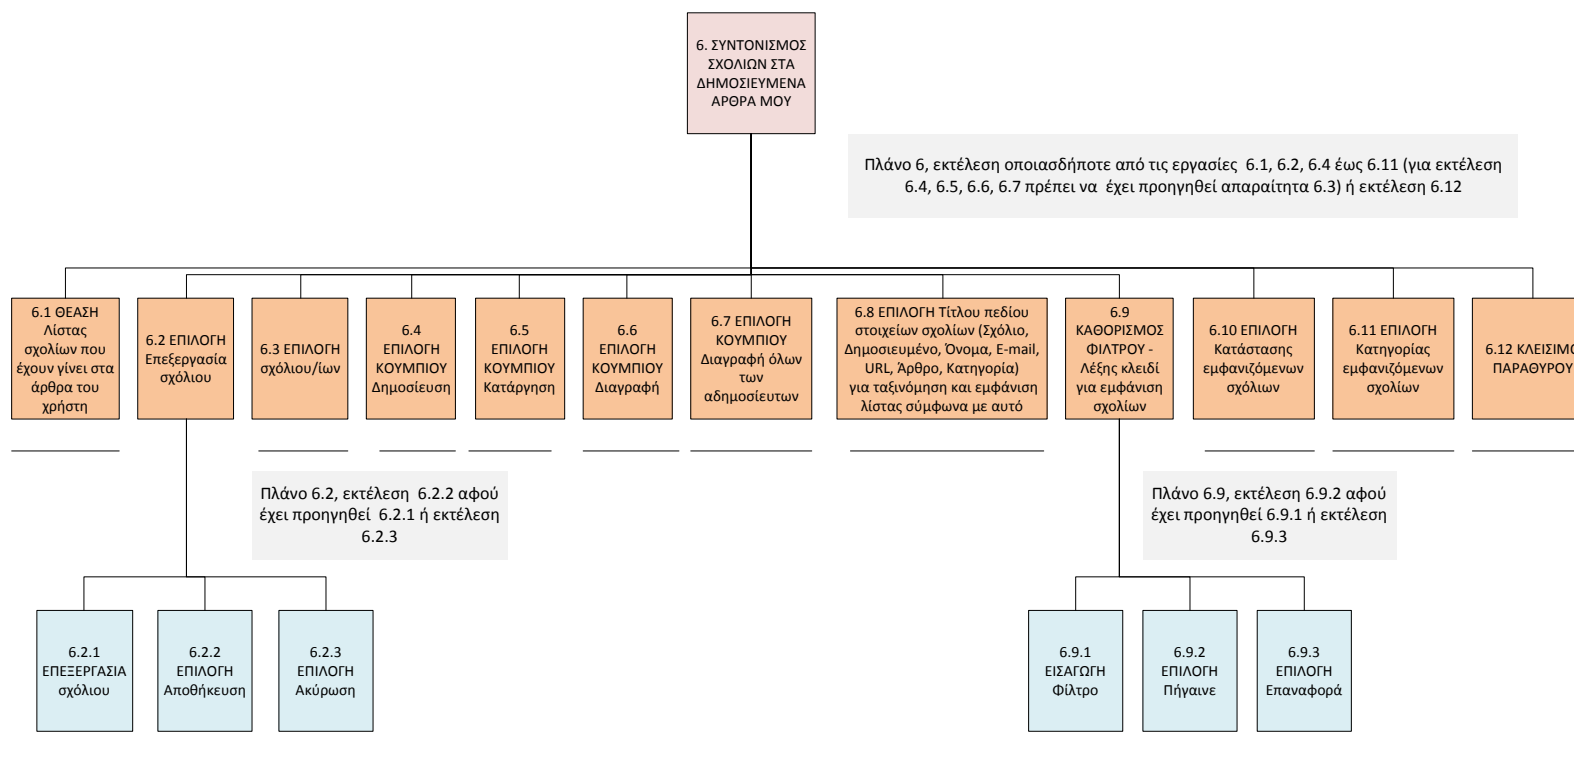 6. ΣΥΝΤΟΝΙΣΜΟΣ
ΣΧΟΛΙΩΝ ΣΤΑ
ΔΗΜΟΣΙΕΥΜΕΝΑ
ΑΡΘΡΑ ΜΟΥ
Πλάνο 6, εκτέλεση οποιασδήποτε από τις εργασίες 6.1, 6.2, 6.4 έως 6.11 (για εκτέλεση
6.4, 6.5, 6.6, 6.7 πρέπει να έχει προηγηθεί απαραίτητα 6.3) ή εκτέλεση 6.12
6.1 ΘΕΑΣΗ
Λίστας
σχολίων που
έχουν γίνει στα
άρθρα του
χρήστη
6.2 ΕΠΙΛΟΓΗ
Επεξεργασία
σχόλιου
6.3 ΕΠΙΛΟΓΗ
σχόλιου/ίων
6.4
ΕΠΙΛΟΓΗ
ΚΟΥΜΠΙΟΥ
Δημοσίευση
6.5
ΕΠΙΛΟΓΗ
ΚΟΥΜΠΙΟΥ
Κατάργηση
6.6
ΕΠΙΛΟΓΗ
ΚΟΥΜΠΙΟΥ
Διαγραφή
6.7 ΕΠΙΛΟΓΗ
ΚΟΥΜΠΙΟΥ
Διαγραφή όλων
των
αδημοσίευτων
6.8 ΕΠΙΛΟΓΗ Τίτλου πεδίου
στοιχείων σχολίων (Σχόλιο,
Δημοσιευμένο, Όνομα, E-mail,
URL, Άρθρο, Κατηγορία)
για ταξινόμηση και εμφάνιση
λίστας σύμφωνα με αυτό
6.9
ΚΑΘΟΡΙΣΜΟΣ
ΦΙΛΤΡΟΥ -
Λέξης κλειδί
για εμφάνιση
σχολίων
6.10 ΕΠΙΛΟΓΗ
Κατάστασης
εμφανιζόμενων
σχόλιων
6.11 ΕΠΙΛΟΓΗ
Κατηγορίας
εμφανιζόμενων
σχολίων
6.12 ΚΛΕΙΣΙΜΟ
ΠΑΡΑΘΥΡΟΥ
Πλάνο 6.2, εκτέλεση 6.2.2 αφού
έχει προηγηθεί 6.2.1 ή εκτέλεση
6.2.3
Πλάνο 6.9, εκτέλεση 6.9.2 αφού
έχει προηγηθεί 6.9.1 ή εκτέλεση
6.9.3
6.2.1
ΕΠΕΞΕΡΓΑΣΙΑ
σχόλιου
6.2.2
ΕΠΙΛΟΓΗ
Αποθήκευση
6.2.3
ΕΠΙΛΟΓΗ
Ακύρωση
6.9.1
ΕΙΣΑΓΩΓΗ
Φίλτρο
6.9.2
ΕΠΙΛΟΓΗ
Πήγαινε
6.9.3
ΕΠΙΛΟΓΗ
Επαναφορά